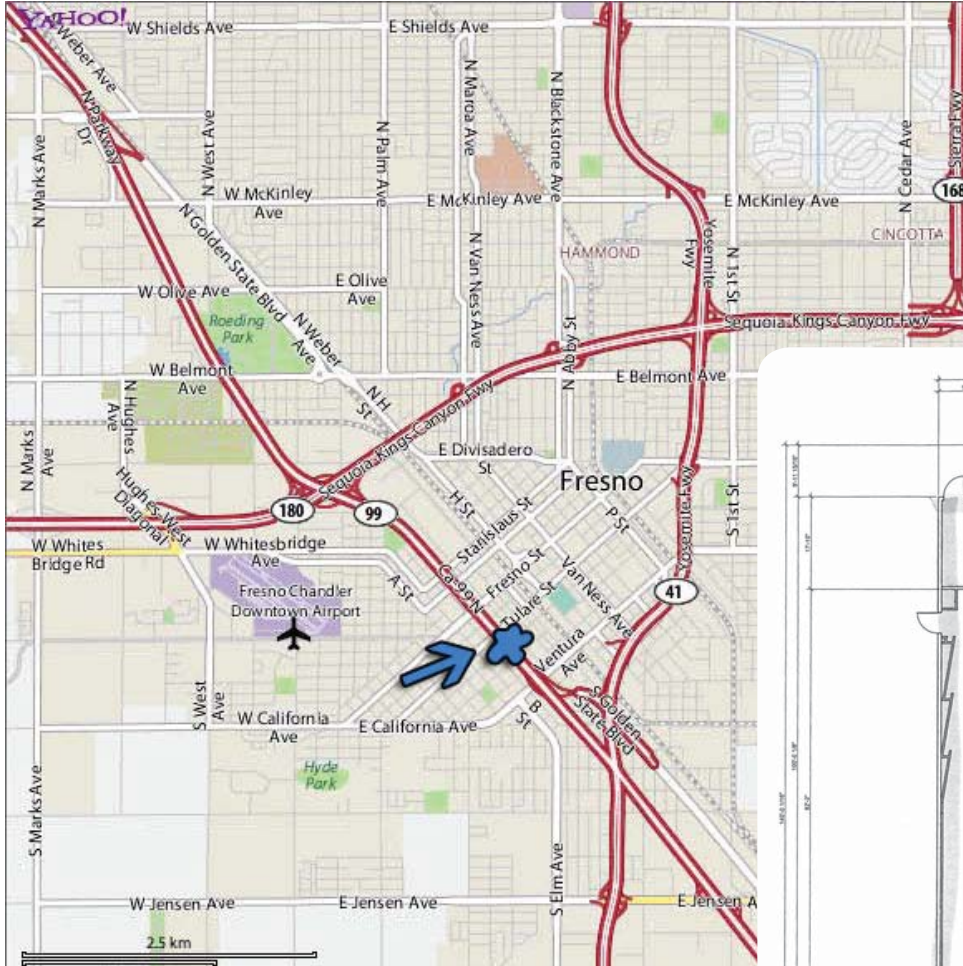 YAHOO!
W Shields Ave
E Shields Ave
N Weber Ave
N Parkway
Dr
N Marks Ave
N West Ave
N Palm Ave
N Maroa Ave
N Blackstone Ave
N Cedar Ave
Sierra Fwy
168
W McKinley
Ave
E McKinley Ave
E McKinley Ave
N Golden State Blvd
N Van Ness Ave
HAMMOND
Yosemite
Fwy
N 1st St
CINCOTTA
W Olive Ave
E Olive
Ave
Roeding
Park
N Weber
Ave
N Abby St
Sequoia Kings Canyon Fwy
W Belmont
Ave
E Belmont Ave
N Hughes
Ave
N H
St
Sequoia Kings Canyon Fwy
N Marks
Ave
E Divisadero
St
Fresno
Hughes West
Diagonal
180
99
H St
Stanislaus St
P St
Yosemite Fwy
S 1st St
W Whites
Bridge Rd
W Whitesbridge
Ave
Fresno Chandler
Downtown Airport
A St
Ca-99 N
Fresno St
Tulare St
Van Ness Ave
41
Ventura
Ave
S West
Ave
W California
Ave
E California Ave
B
St
S Golden
State Blvd
Hyde
Park
S Marks Ave
S Elm Ave
W Jensen Ave
E Jensen Ave
E Jensen A
2.5 km